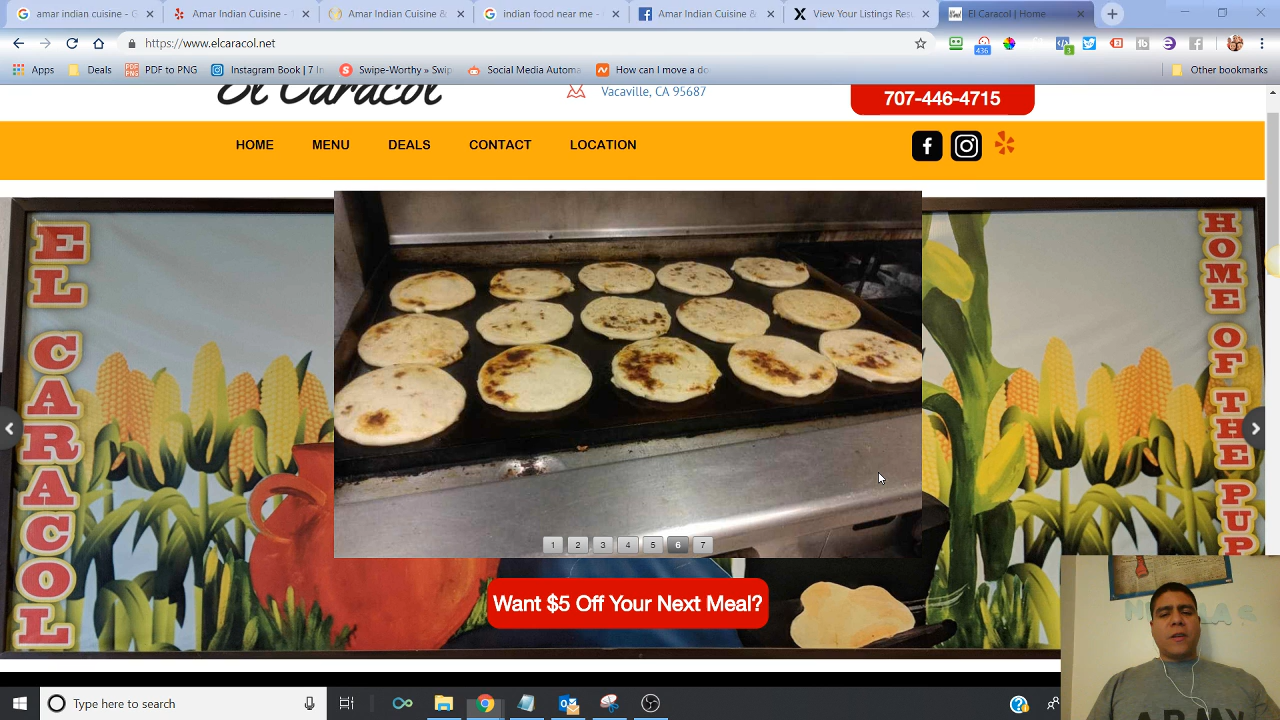 amar indian cuisine - G
Amar Indian Cuisine - T
Amar Indian Cuisine &
indian food near me -
Amar Indian Cuisine &
View Your Listings Resu
El Caracol | Home
https://www.elcaracol.net
436
3
Apps
Deals
PDF to PNG
Instagram Book | 7 In
Swipe-Worthy » Swip
Social Media Automa
How can I move a do
Other bookmarks
El Caracol
Vacaville, CA 95687
707-446-4715
HOME
MENU
DEALS
CONTACT
LOCATION
EL CARACOL
HOME OF THE PUP
1 2 3 4 5 6 7
Want $5 Off Your Next Meal?
Type here to search
ARMY